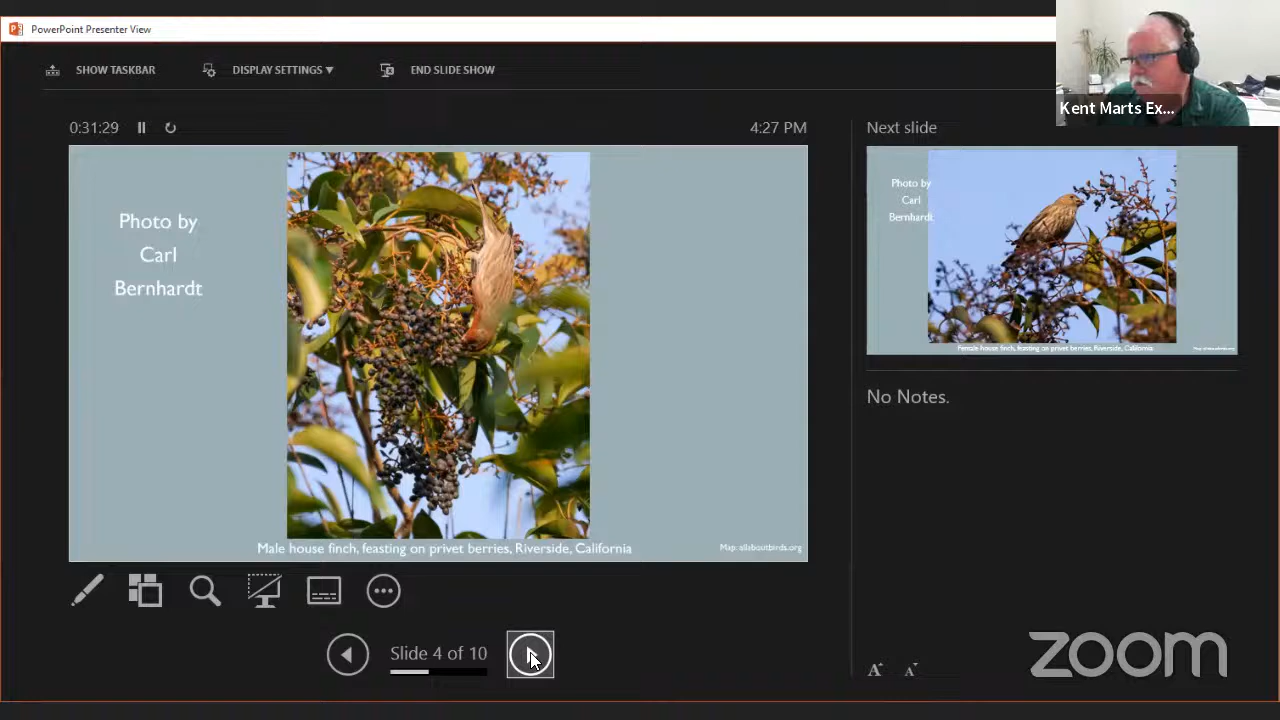 PowerPoint Presenter View
SHOW TASKBAR
DISPLAY SETTINGS ▼
END SLIDE SHOW
Kent Marts Ex...
0:31:29
4:27 PM
Next slide
Photo by
Carl
Bernhardt
Male house finch, feasting on privet berries, Riverside, California
Map: allaboutbirds.org
Photo by
Carl
Bernhardt
Female house finch, feasting on privet berries, Riverside, California
Map: allaboutbirds.org
No Notes.
Slide 4 of 10
A A
zoom